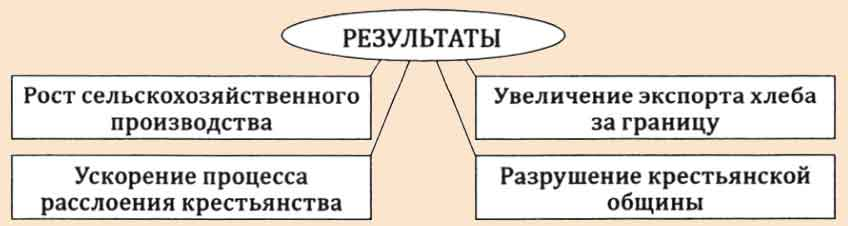 РЕЗУЛЬТАТЫ
Рост сельскохозяйственного
производства
Увеличение экспорта хлеба
за границу
Ускорение процесса
расслоения крестьянства
Разрушение крестьянской
общины